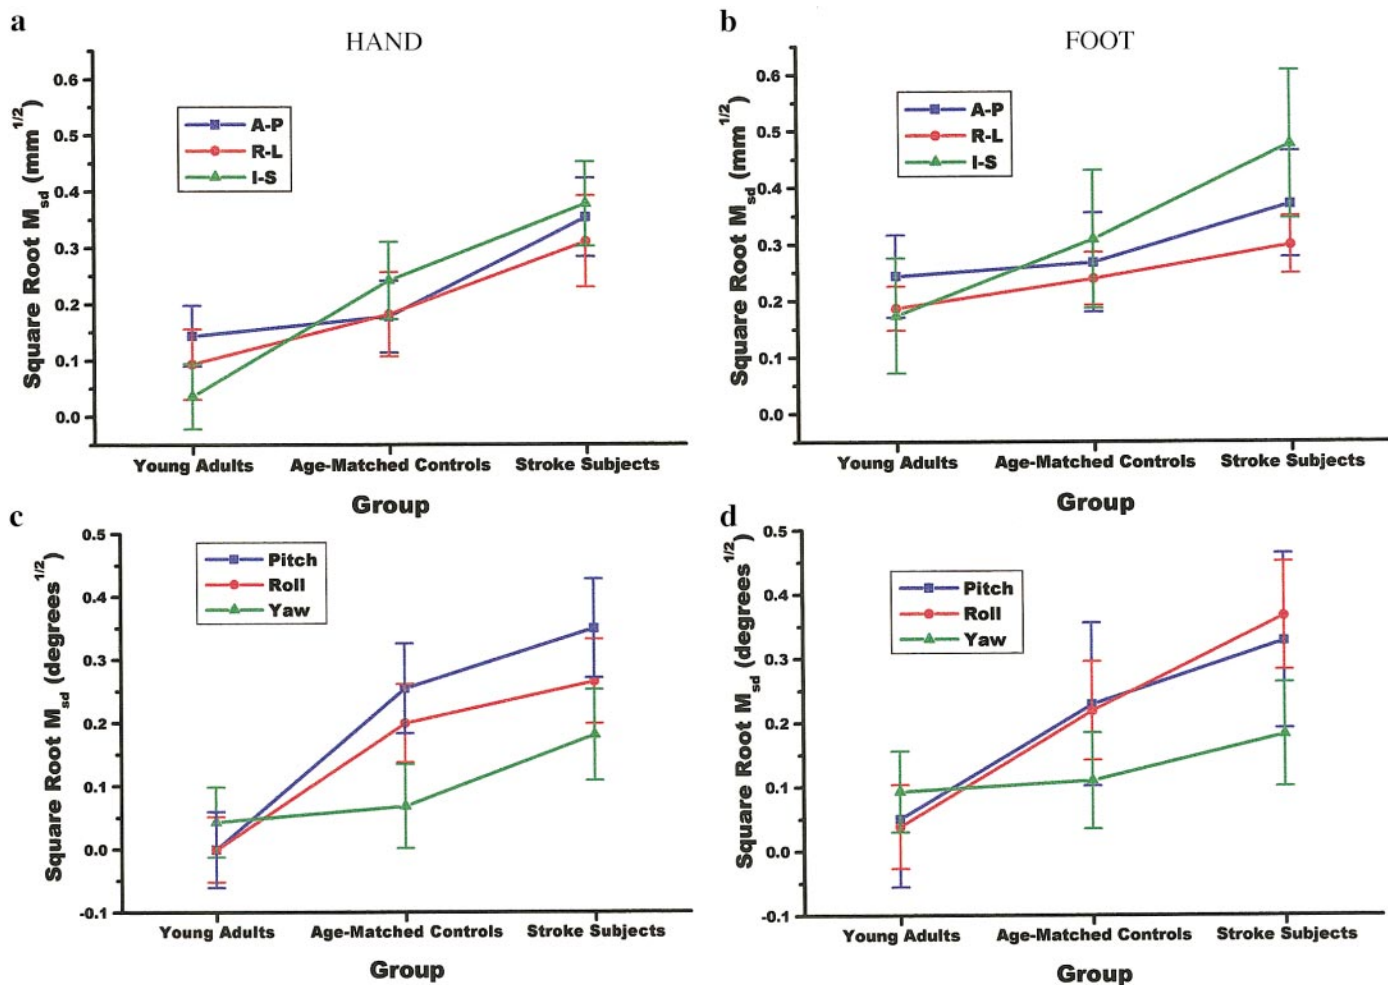 a
HAND
0.6
0.5
0.4
0.3
0.2
0.1
0.0
Square Root M_sd (mm^1/2)
A-P
R-L
I-S
Young Adults Age-Matched Controls Stroke Subjects
Group
b
FOOT
0.6
0.5
0.4
0.3
0.2
0.1
0.0
Square Root M_sd (mm^1/2)
A-P
R-L
I-S
Young Adults Age-Matched Controls Stroke Subjects
Group
c
0.5
0.4
0.3
0.2
0.1
0.0
-0.1
Square Root M_sd (degrees^1/2)
Pitch
Roll
Yaw
Young Adults Age-Matched Controls Stroke Subjects
Group
d
0.5
0.4
0.3
0.2
0.1
0.0
-0.1
Square Root M_sd (degrees^1/2)
Pitch
Roll
Yaw
Young Adults Age-Matched Controls Stroke Subjects
Group